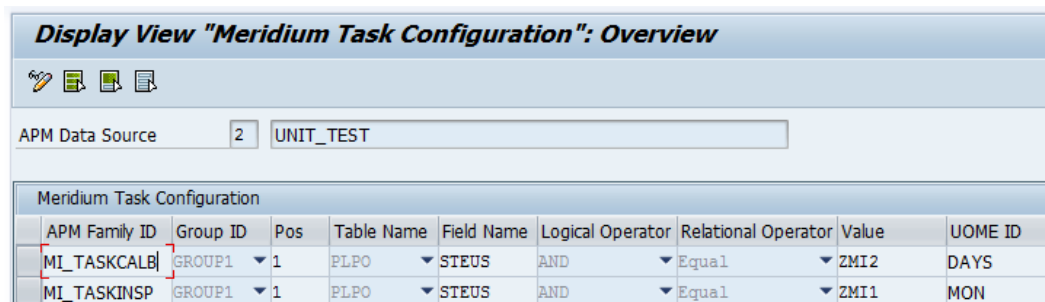 Display View "Meridium Task Configuration": Overview
APM Data Source 2 UNIT_TEST
Meridium Task Configuration
APM Family ID Group ID Pos Table Name Field Name Logical Operator Relational Operator Value UOME ID
MI_TASKCALB GROUP1 1 PLPO STEUS AND Equal ZMI2 DAYS
MI_TASKINSP GROUP1 1 PLPO STEUS AND Equal ZMI1 MON